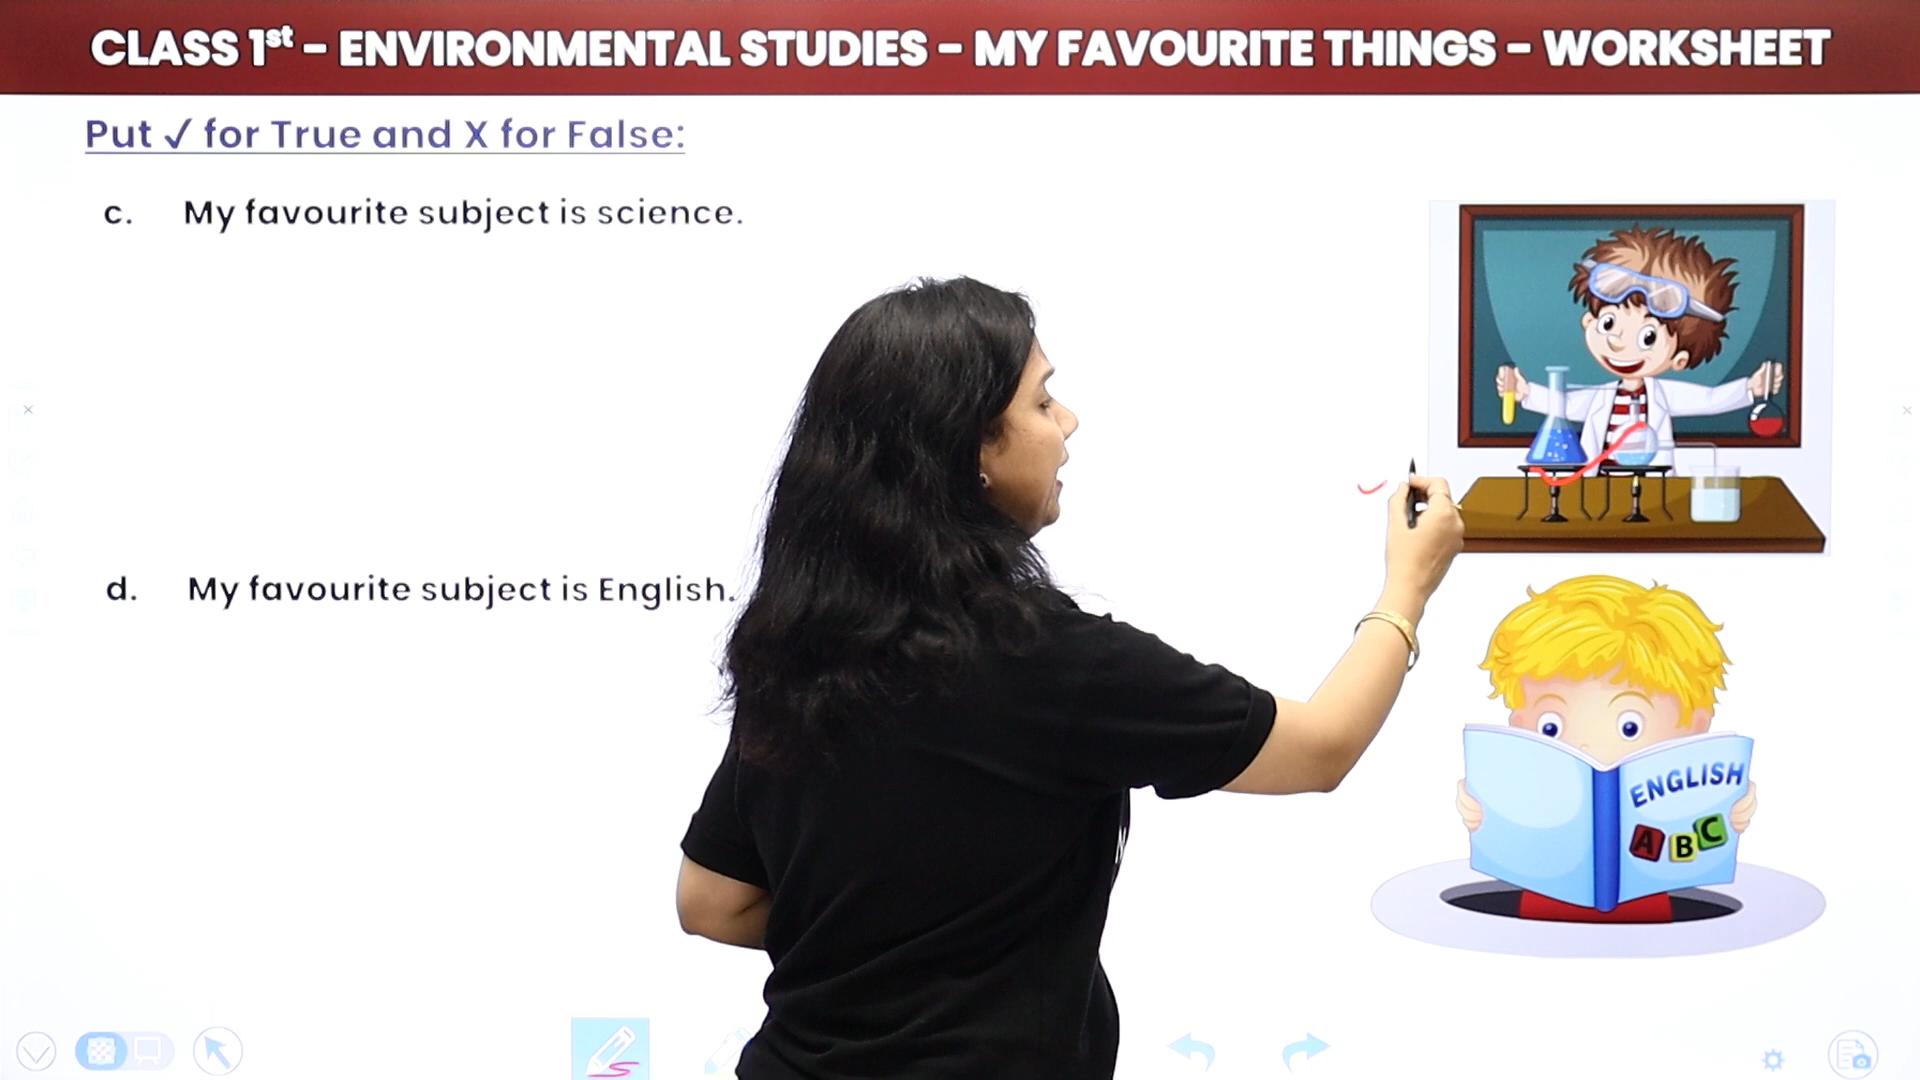 CLASS 1st – ENVIRONMENTAL STUDIES – MY FAVOURITE THINGS – WORKSHEET
Put ✓ for True and X for False:
c. My favourite subject is science.
d. My favourite subject is English.
ENGLISH
A B C